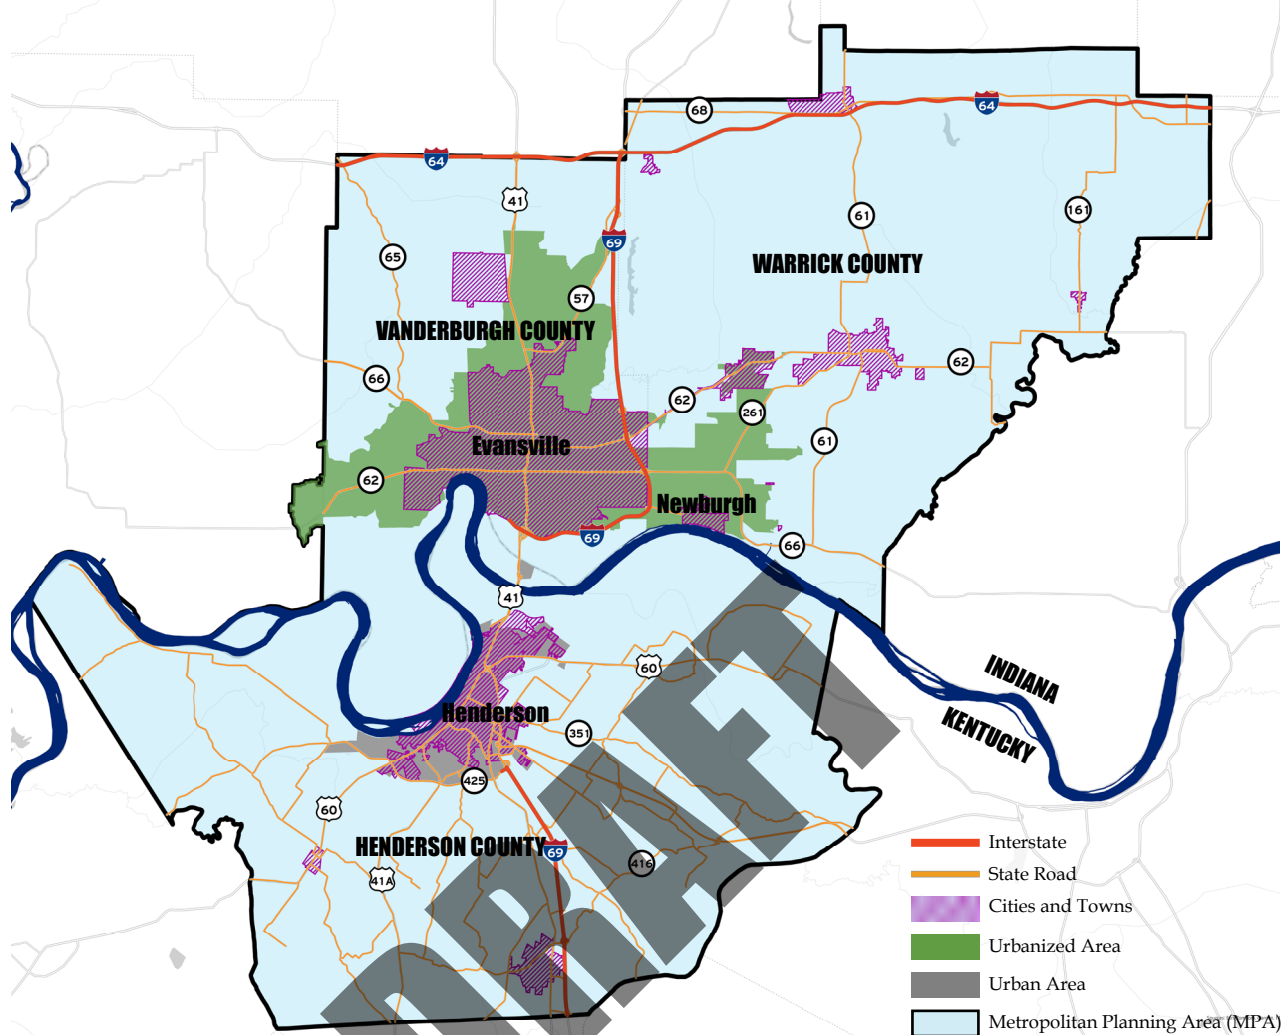 68
64
64
41
61
161
69
65
WARRICK COUNTY
57
VANDERBURGH COUNTY
62
66
62
261
61
Evansville
62
Newburgh
69
66
41
60
INDIANA
Henderson
KENTUCKY
351
425
60
HENDERSON COUNTY
69
416
41A
DRAFT
Interstate
State Road
Cities and Towns
Urbanized Area
Urban Area
Metropolitan Planning Area (MPA)